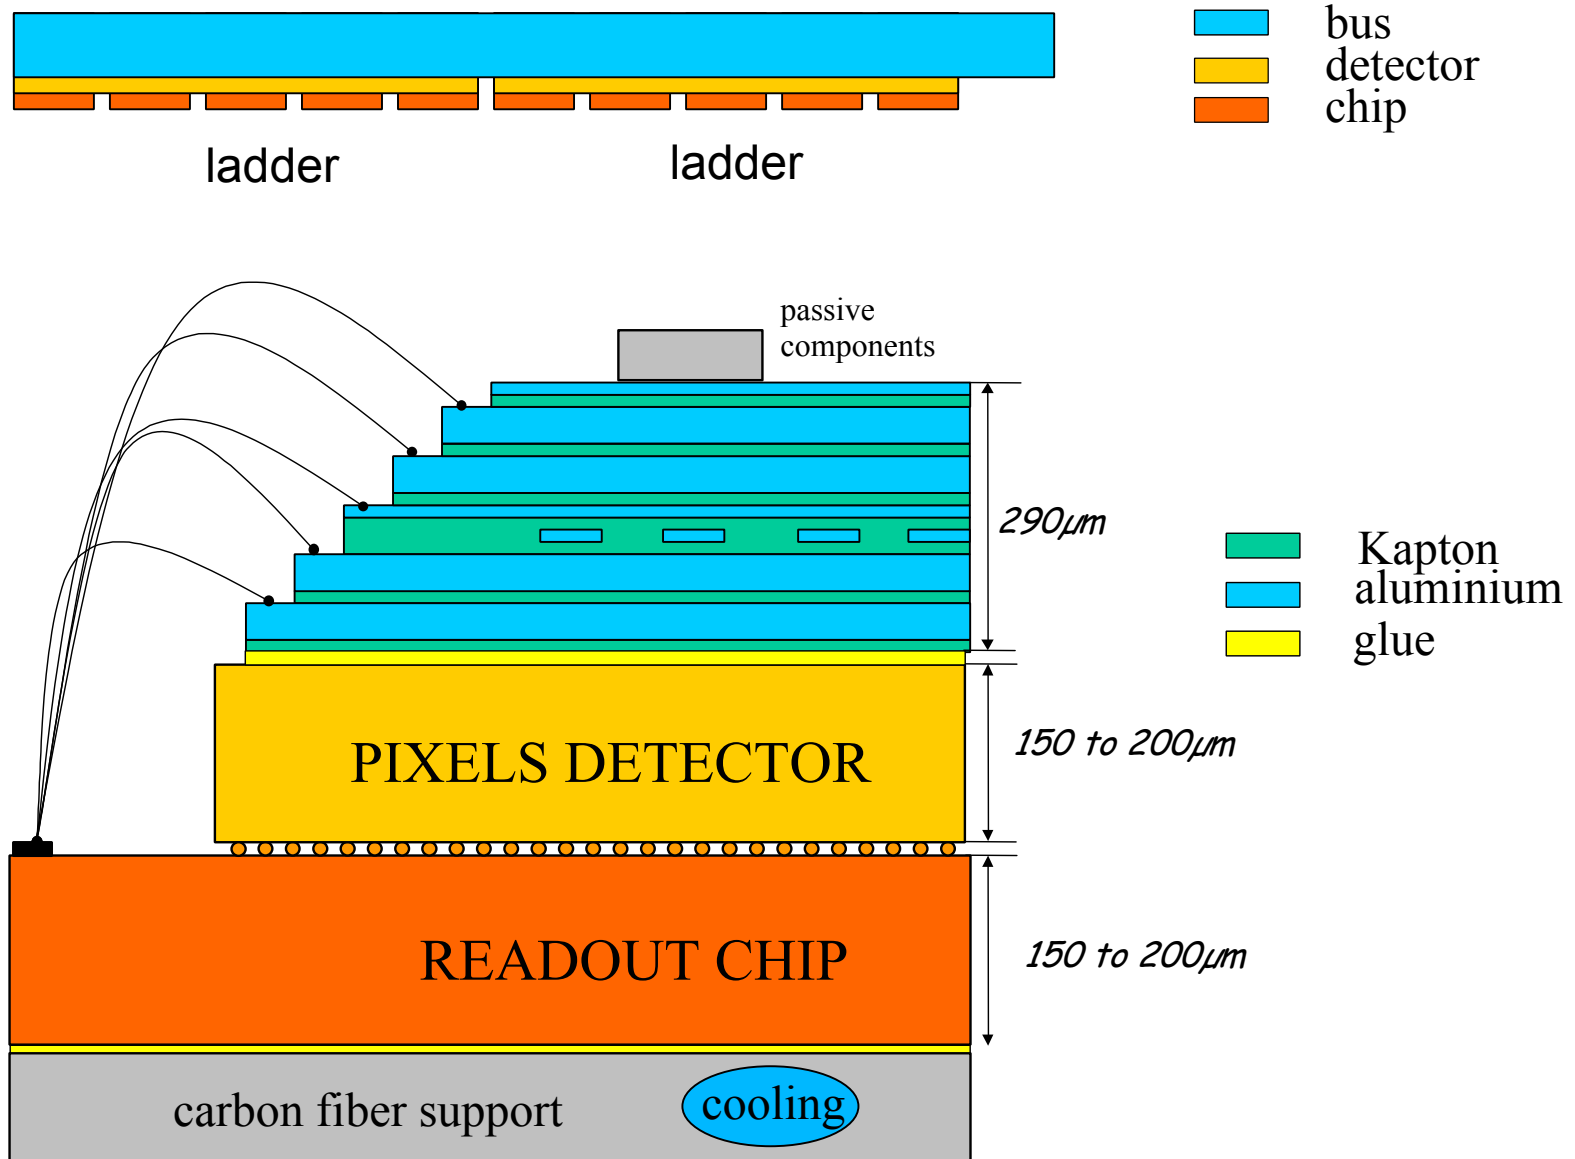 bus
detector
chip
ladder
ladder
passive
components
290µm
Kapton
aluminium
glue
PIXELS DETECTOR
150 to 200µm
READOUT CHIP
150 to 200µm
carbon fiber support
cooling